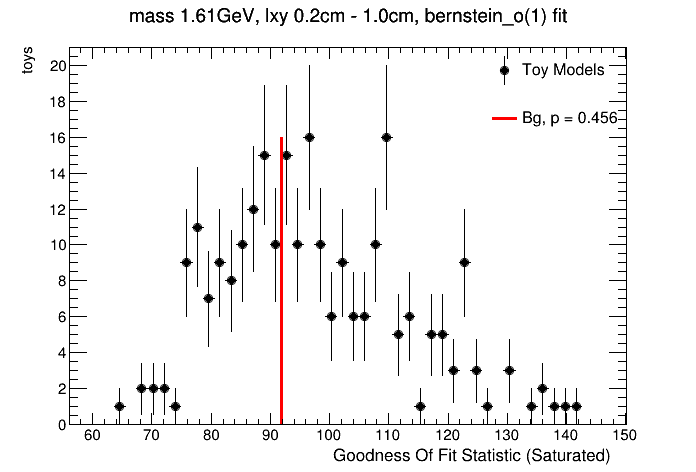 mass 1.61GeV, lxy 0.2cm - 1.0cm, bernstein_o(1) fit
toys
Toy Models
Bg, p = 0.456
20
18
16
14
12
10
8
6
4
2
0
60 70 80 90 100 110 120 130 140 150
Goodness Of Fit Statistic (Saturated)